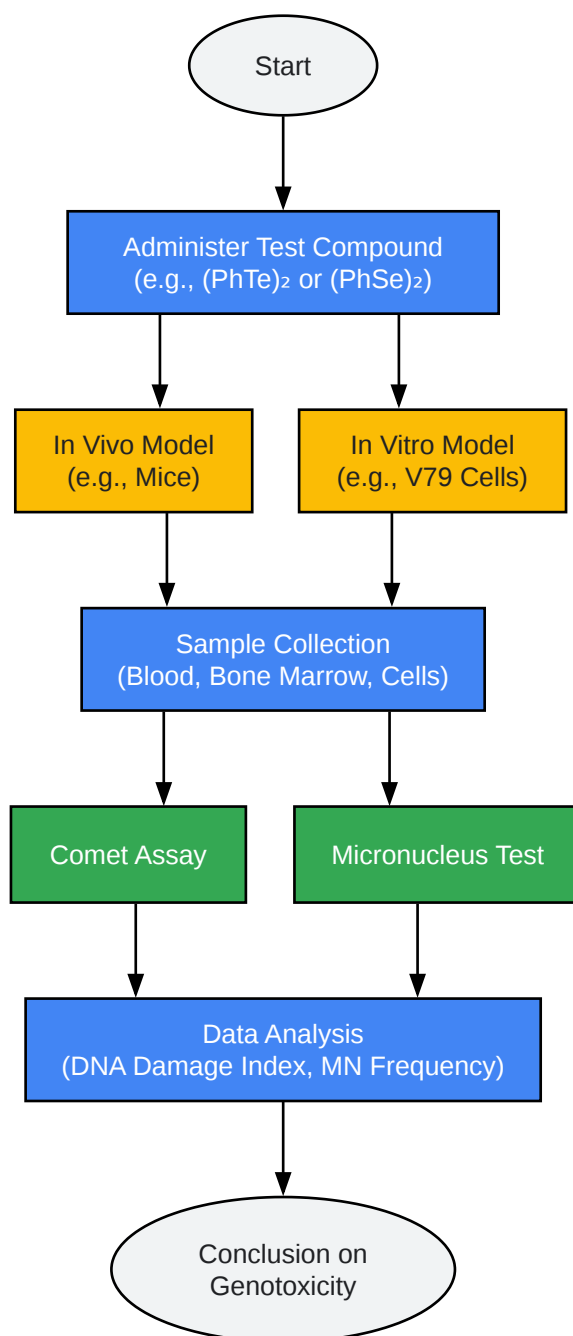 Start
Administer Test Compound
(e.g., (PhTe)₂ or (PhSe)₂)
In Vivo Model
(e.g., Mice)
In Vitro Model
(e.g., V79 Cells)
Sample Collection
(Blood, Bone Marrow, Cells)
Comet Assay
Micronucleus Test
Data Analysis
(DNA Damage Index, MN Frequency)
Conclusion on
Genotoxicity